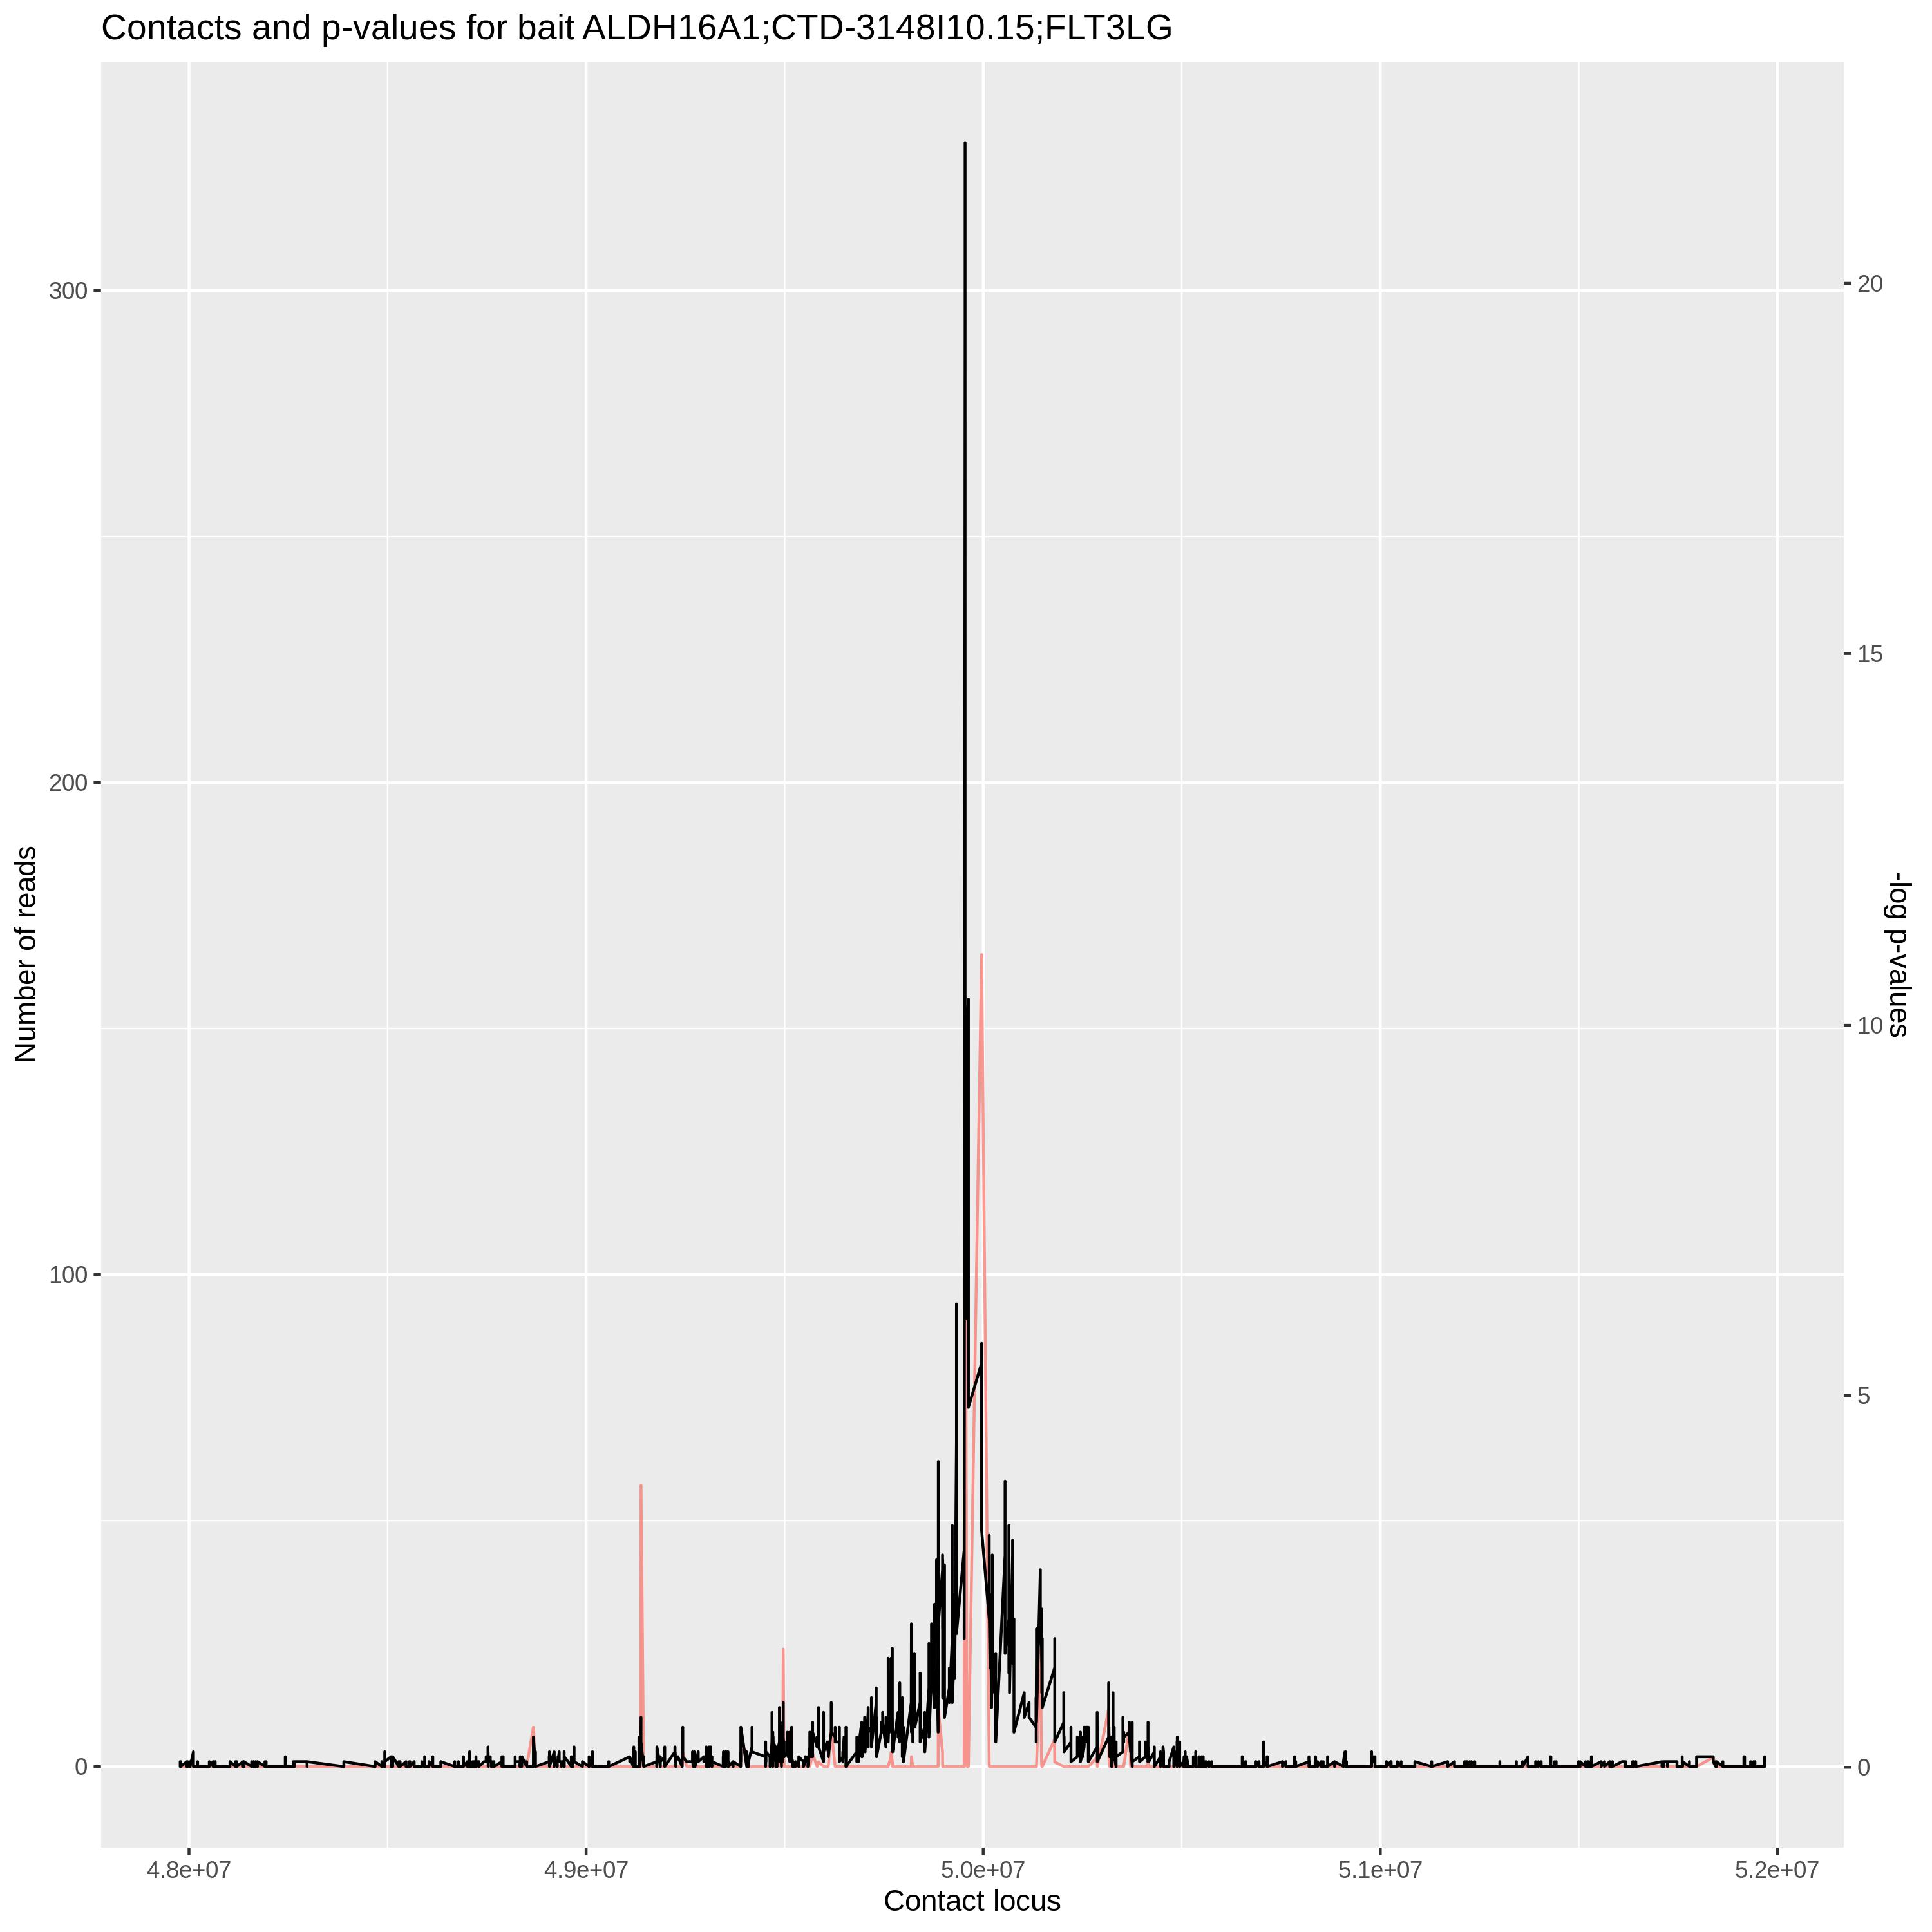 Contacts and p-values for bait ALDH16A1;CTD-3148I10.15;FLT3LG
Number of reads
300
200
100
0
20
15
10
5
0
-log p-values
4.8e+07 4.9e+07 5.0e+07 5.1e+07 5.2e+07
Contact locus